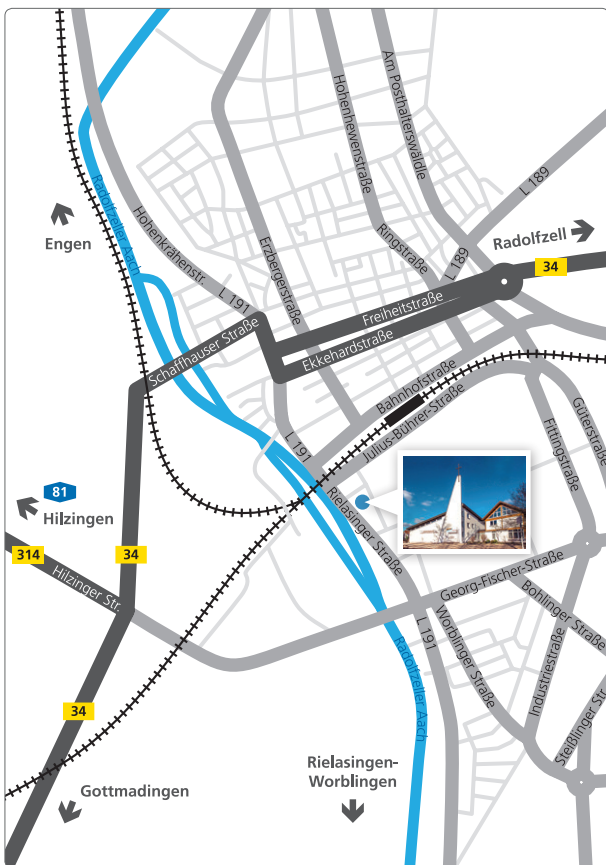 Am Posthalterswäldle
Hohenhewenstraße
L 189
Radolfzeller Aach
Engen
Hohenkrähenstr.
L 191
Erzbergerstraße
Ringstraße
L 189
Radolfzell
34
Freiheitstraße
Schaffhauser Straße
Ekkehardstraße
Bahnhofstraße
Julius-Bührer-Straße
L 191
Fittingstraße
Güterstraße
81
Hilzingen
Rielasinger Straße
314
34
Hilzinger Str.
Georg-Fischer-Straße
Bohlinger Straße
L 191
Worblinger Straße
Industriestraße
Radolfzeller Aach
Steißlinger Str
34
Gottmadingen
Rielasingen-
Worblingen